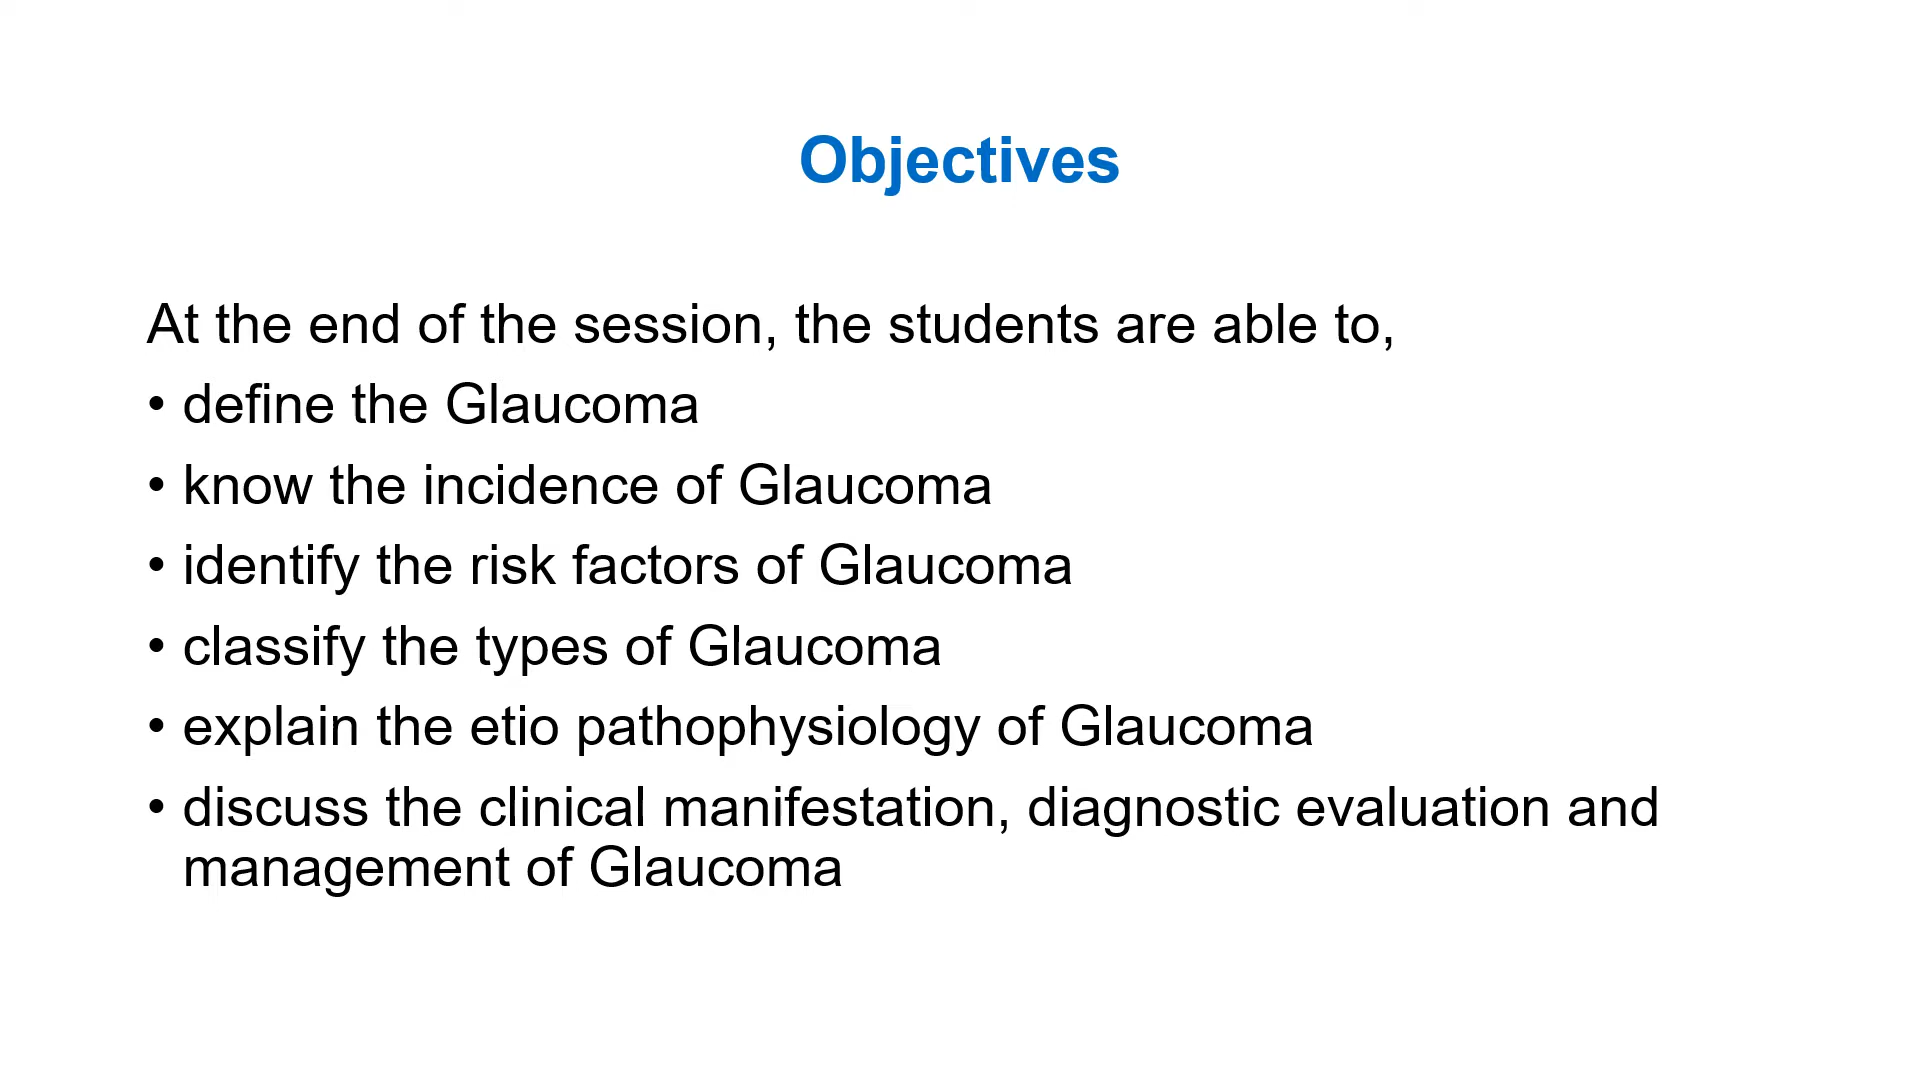 Objectives
At the end of the session, the students are able to,
• define the Glaucoma
• know the incidence of Glaucoma
• identify the risk factors of Glaucoma
• classify the types of Glaucoma
• explain the etio pathophysiology of Glaucoma
• discuss the clinical manifestation, diagnostic evaluation and
management of Glaucoma